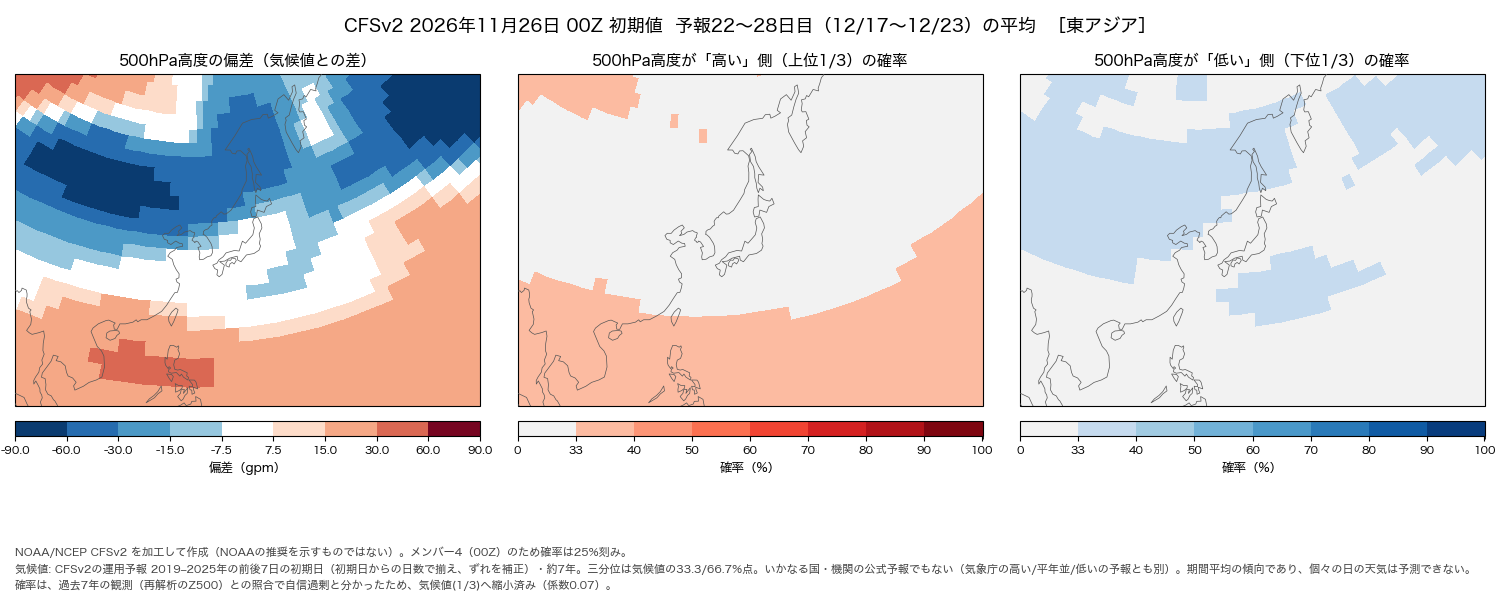 CFSv2 2026年11月26日 00Z 初期値 予報22～28日目（12/17～12/23）の平均 ［東アジア］
500hPa高度の偏差（気候値との差）
500hPa高度が「高い」側（上位1/3）の確率
500hPa高度が「低い」側（下位1/3）の確率
-90.0 -60.0 -30.0 -15.0 -7.5 7.5 15.0 30.0 60.0 90.0
偏差（gpm）
0 33 40 50 60 70 80 90 100
確率（%）
0 33 40 50 60 70 80 90 100
確率（%）
NOAA/NCEP CFSv2 を加工して作成（NOAAの推奨を示すものではない）。メンバー4（00Z）のため確率は25%刻み。
気候値: CFSv2の運用予報 2019–2025年の前後7日の初期日（初期日からの日数で揃え、ずれを補正）・約7年。三分位は気候値の33.3/66.7%点。いかなる国・機関の公式予報でもない（気象庁の高い/平年並/低いの予報とも別）。期間平均の傾向であり、個々の日の天気は予測できない。
確率は、過去7年の観測（再解析のZ500）との照合で自信過剰と分かったため、気候値(1/3)へ縮小済み（係数0.07）。